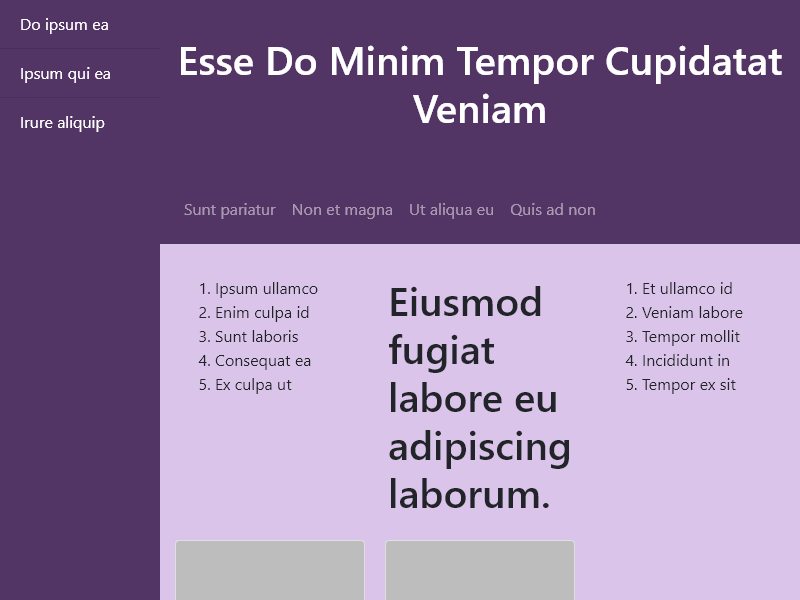 Do ipsum ea
Ipsum qui ea
Irure aliquip
Esse Do Minim Tempor Cupidatat
Veniam
Sunt pariatur Non et magna Ut aliqua eu Quis ad non
1. Ipsum ullamco
2. Enim culpa id
3. Sunt laboris
4. Consequat ea
5. Ex culpa ut
Eiusmod
fugiat
labore eu
adipiscing
laborum.
1. Et ullamco id
2. Veniam labore
3. Tempor mollit
4. Incididunt in
5. Tempor ex sit